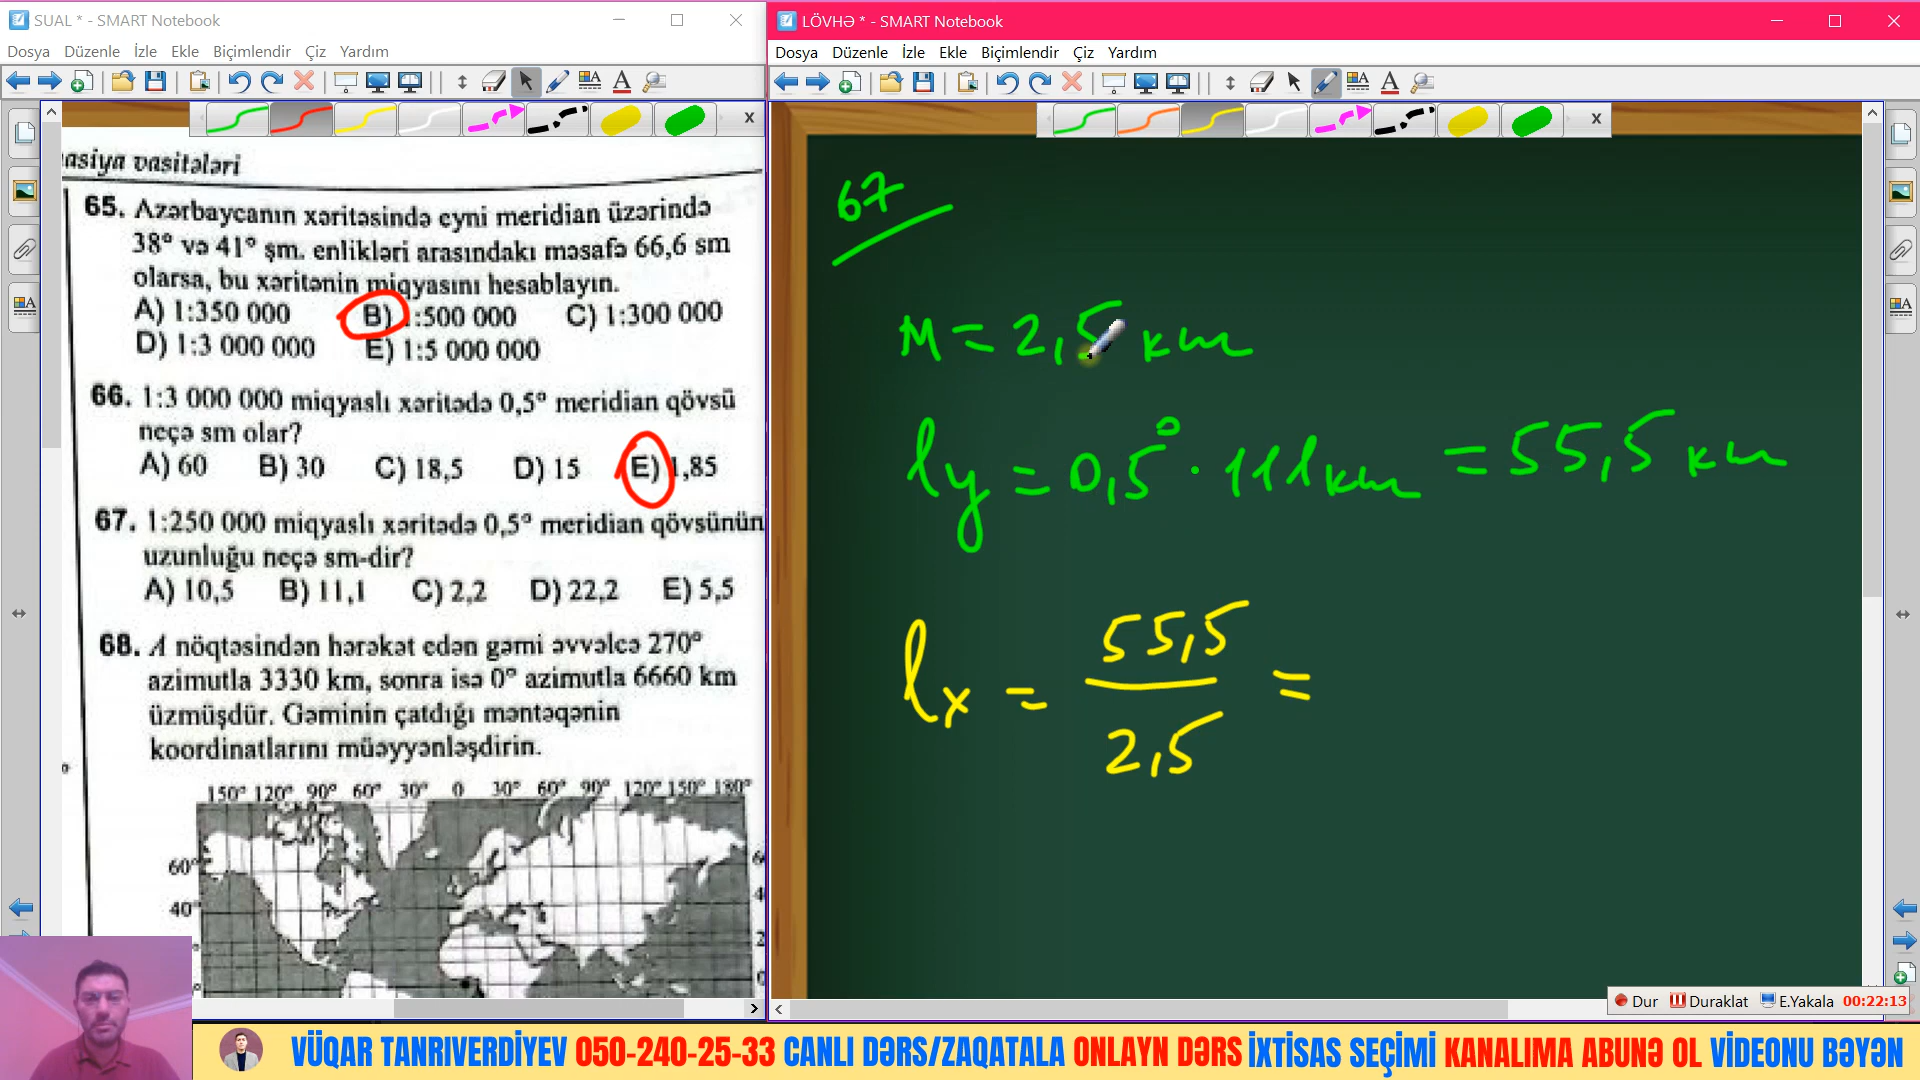 SUAL * - SMART Notebook
Dosya Düzenle İzle Ekle Biçimlendir Çiz Yardım
x
asiya vasitələri
65. Azərbaycanın xəritəsində eyni meridian üzərində
38° və 41° şm. enlikləri arasındakı məsafə 66,6 sm
olarsa, bu xəritənin miqyasını hesablayın.
A) 1:350 000 B) 1:500 000 C) 1:300 000
D) 1:3 000 000 E) 1:5 000 000
66. 1:3 000 000 miqyaslı xəritədə 0,5° meridian qövsü
neçə sm olar?
A) 60 B) 30 C) 18,5 D) 15 E) 1,85
67. 1:250 000 miqyaslı xəritədə 0,5° meridian qövsünün
uzunluğu neçə sm-dir?
A) 10,5 B) 11,1 C) 2,2 D) 22,2 E) 5,5
68. A nöqtəsindən hərəkət edən gəmi əvvəlcə 270°
azimutla 3330 km, sonra isə 0° azimutla 6660 km
üzmüşdür. Gəminin çatdığı məntəqənin
koordinatlarını müəyyənləşdirin.
150° 120° 90° 60° 30° 0 30° 60° 90° 120° 150° 180°
60°
40°
LÖVHƏ * - SMART Notebook
Dosya Düzenle İzle Ekle Biçimlendir Çiz Yardım
x
67
M = 2,5 км
ly = 0,5° · 111 км = 55,5 км
lx = 55,5 / 2,5 =
Dur Duraklat E.Yakala 00:22:13
VÜQAR TANRIVERDİYEV 050-240-25-33 CANLI DƏRS/ZAQATALA ONLAYN DƏRS İXTİSAS SEÇİMİ KANALIMA ABUNƏ OL VİDEONU BƏYƏN